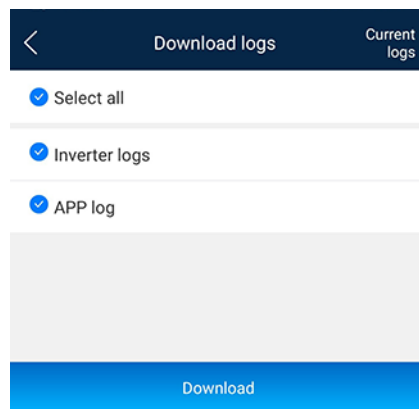 Download logs
Current
logs
Select all
Inverter logs
APP log
Download